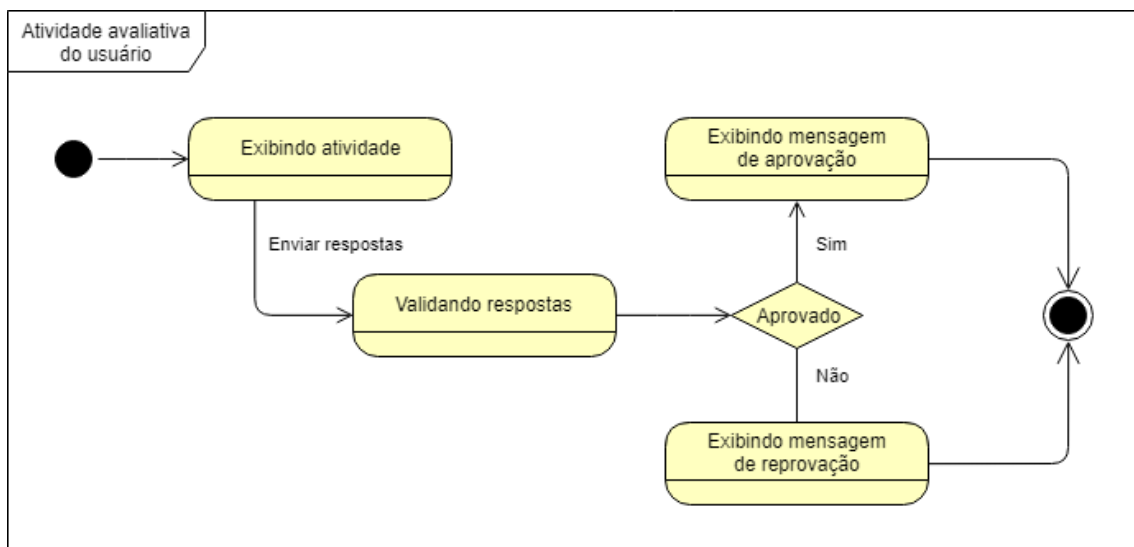 Atividade avaliativa
do usuário
Exibindo atividade
Exibindo mensagem
de aprovação
Enviar respostas
Sim
Validando respostas
Aprovado
Não
Exibindo mensagem
de reprovação